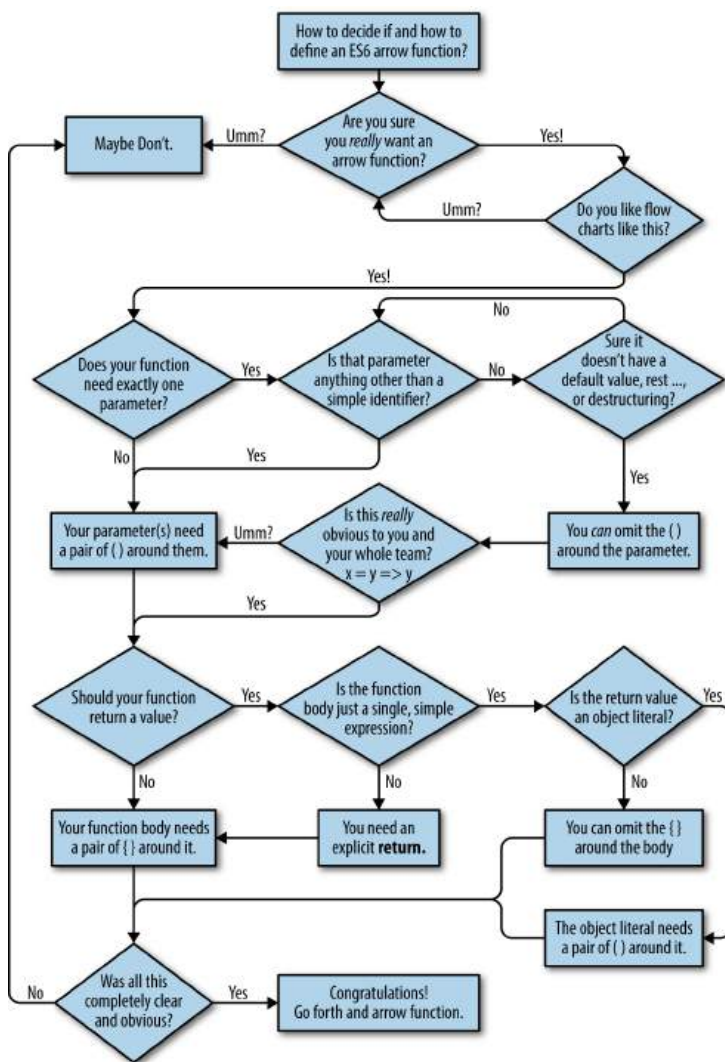 How to decide if and how to
define an ES6 arrow function?
Are you sure
you really want an
arrow function?
Umm?
Maybe Don't.
Yes!
Do you like flow
charts like this?
Umm?
Yes!
Does your function
need exactly one
parameter?
Yes
Is that parameter
anything other than a
simple identifier?
No
No
Sure it
doesn't have a
default value, rest ...,
or destructuring?
No
Yes
Yes
Your parameter(s) need
a pair of ( ) around them.
Umm?
Is this really
obvious to you and
your whole team?
x = y => y
You can omit the ( )
around the parameter.
Yes
Should your function
return a value?
Yes
Is the function
body just a single, simple
expression?
Yes
Is the return value
an object literal?
Yes
No
No
No
Your function body needs
a pair of { } around it.
You need an
explicit return.
You can omit the { }
around the body
The object literal needs
a pair of ( ) around it.
No
Was all this
completely clear
and obvious?
Yes
Congratulations!
Go forth and arrow function.